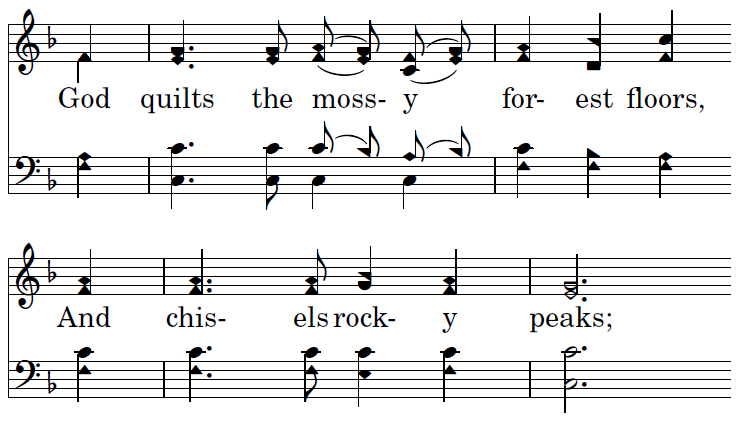 God quilts the moss- y for- est floors,
And chis- els rock- y peaks;